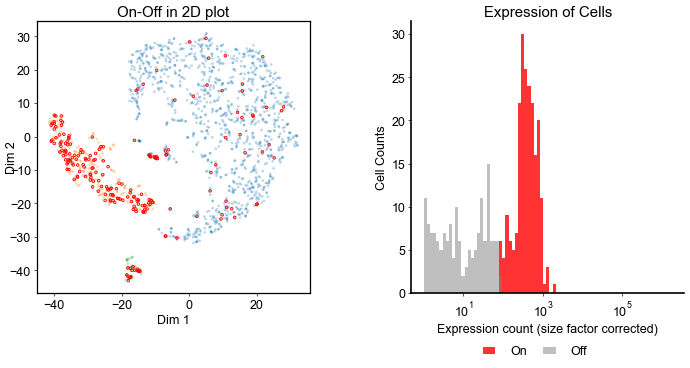 On-Off in 2D plot
30
20
10
0
−10
−20
−30
−40
Dim 2
−40
−20
0
20
Dim 1
Expression of Cells
30
25
20
15
10
5
0
Cell Counts
10^1
10^3
10^5
Expression count (size factor corrected)
On
Off